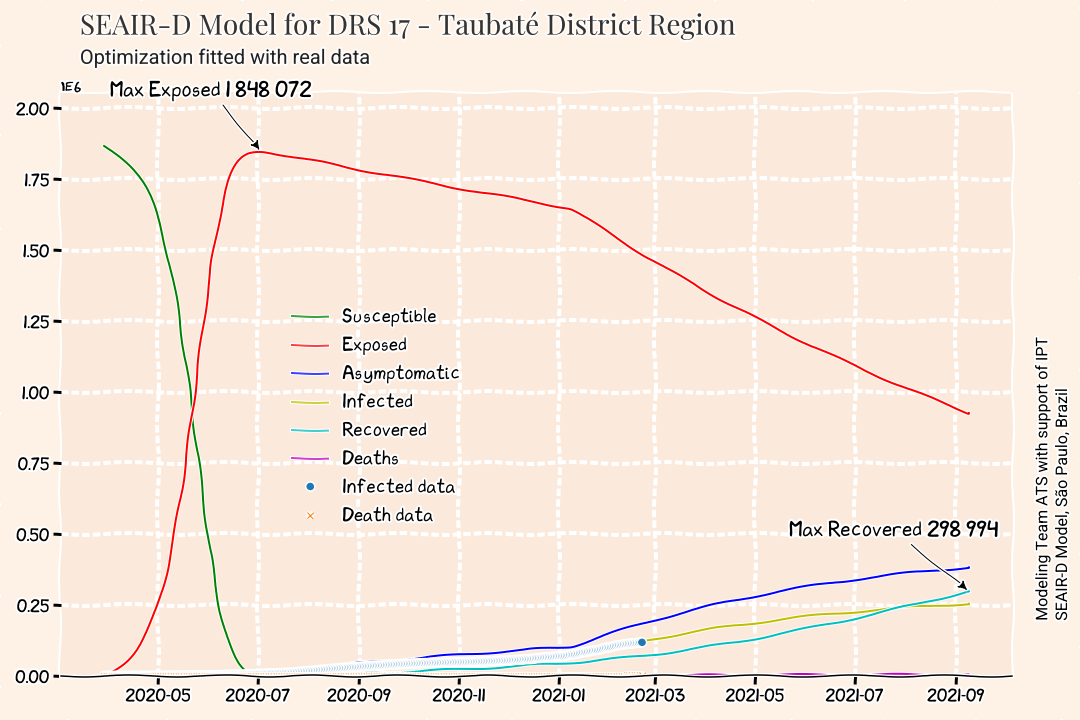 SEAIR-D Model for DRS 17 - Taubaté District Region
Optimization fitted with real data
1E6
Max Exposed 1 848 072
2.00
1.75
1.50
1.25
1.00
0.75
0.50
0.25
0.00
Susceptible
Exposed
Asymptomatic
Infected
Recovered
Deaths
Infected data
Death data
Max Recovered 298 994
2020-05
2020-07
2020-09
2020-11
2021-01
2021-03
2021-05
2021-07
2021-09
Modeling Team ATS with support of IPT
SEAIR-D Model, São Paulo, Brazil